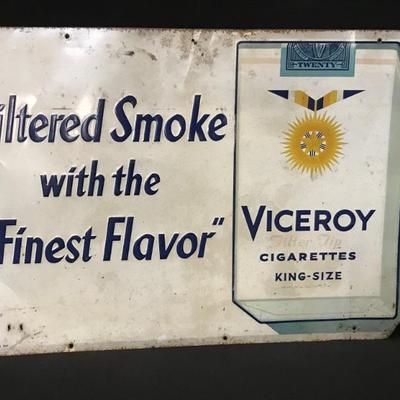 iltered Smoke
with the
Finest Flavor"
TWENTY
VICEROY
Filter Tip
CIGARETTES
KING-SIZE